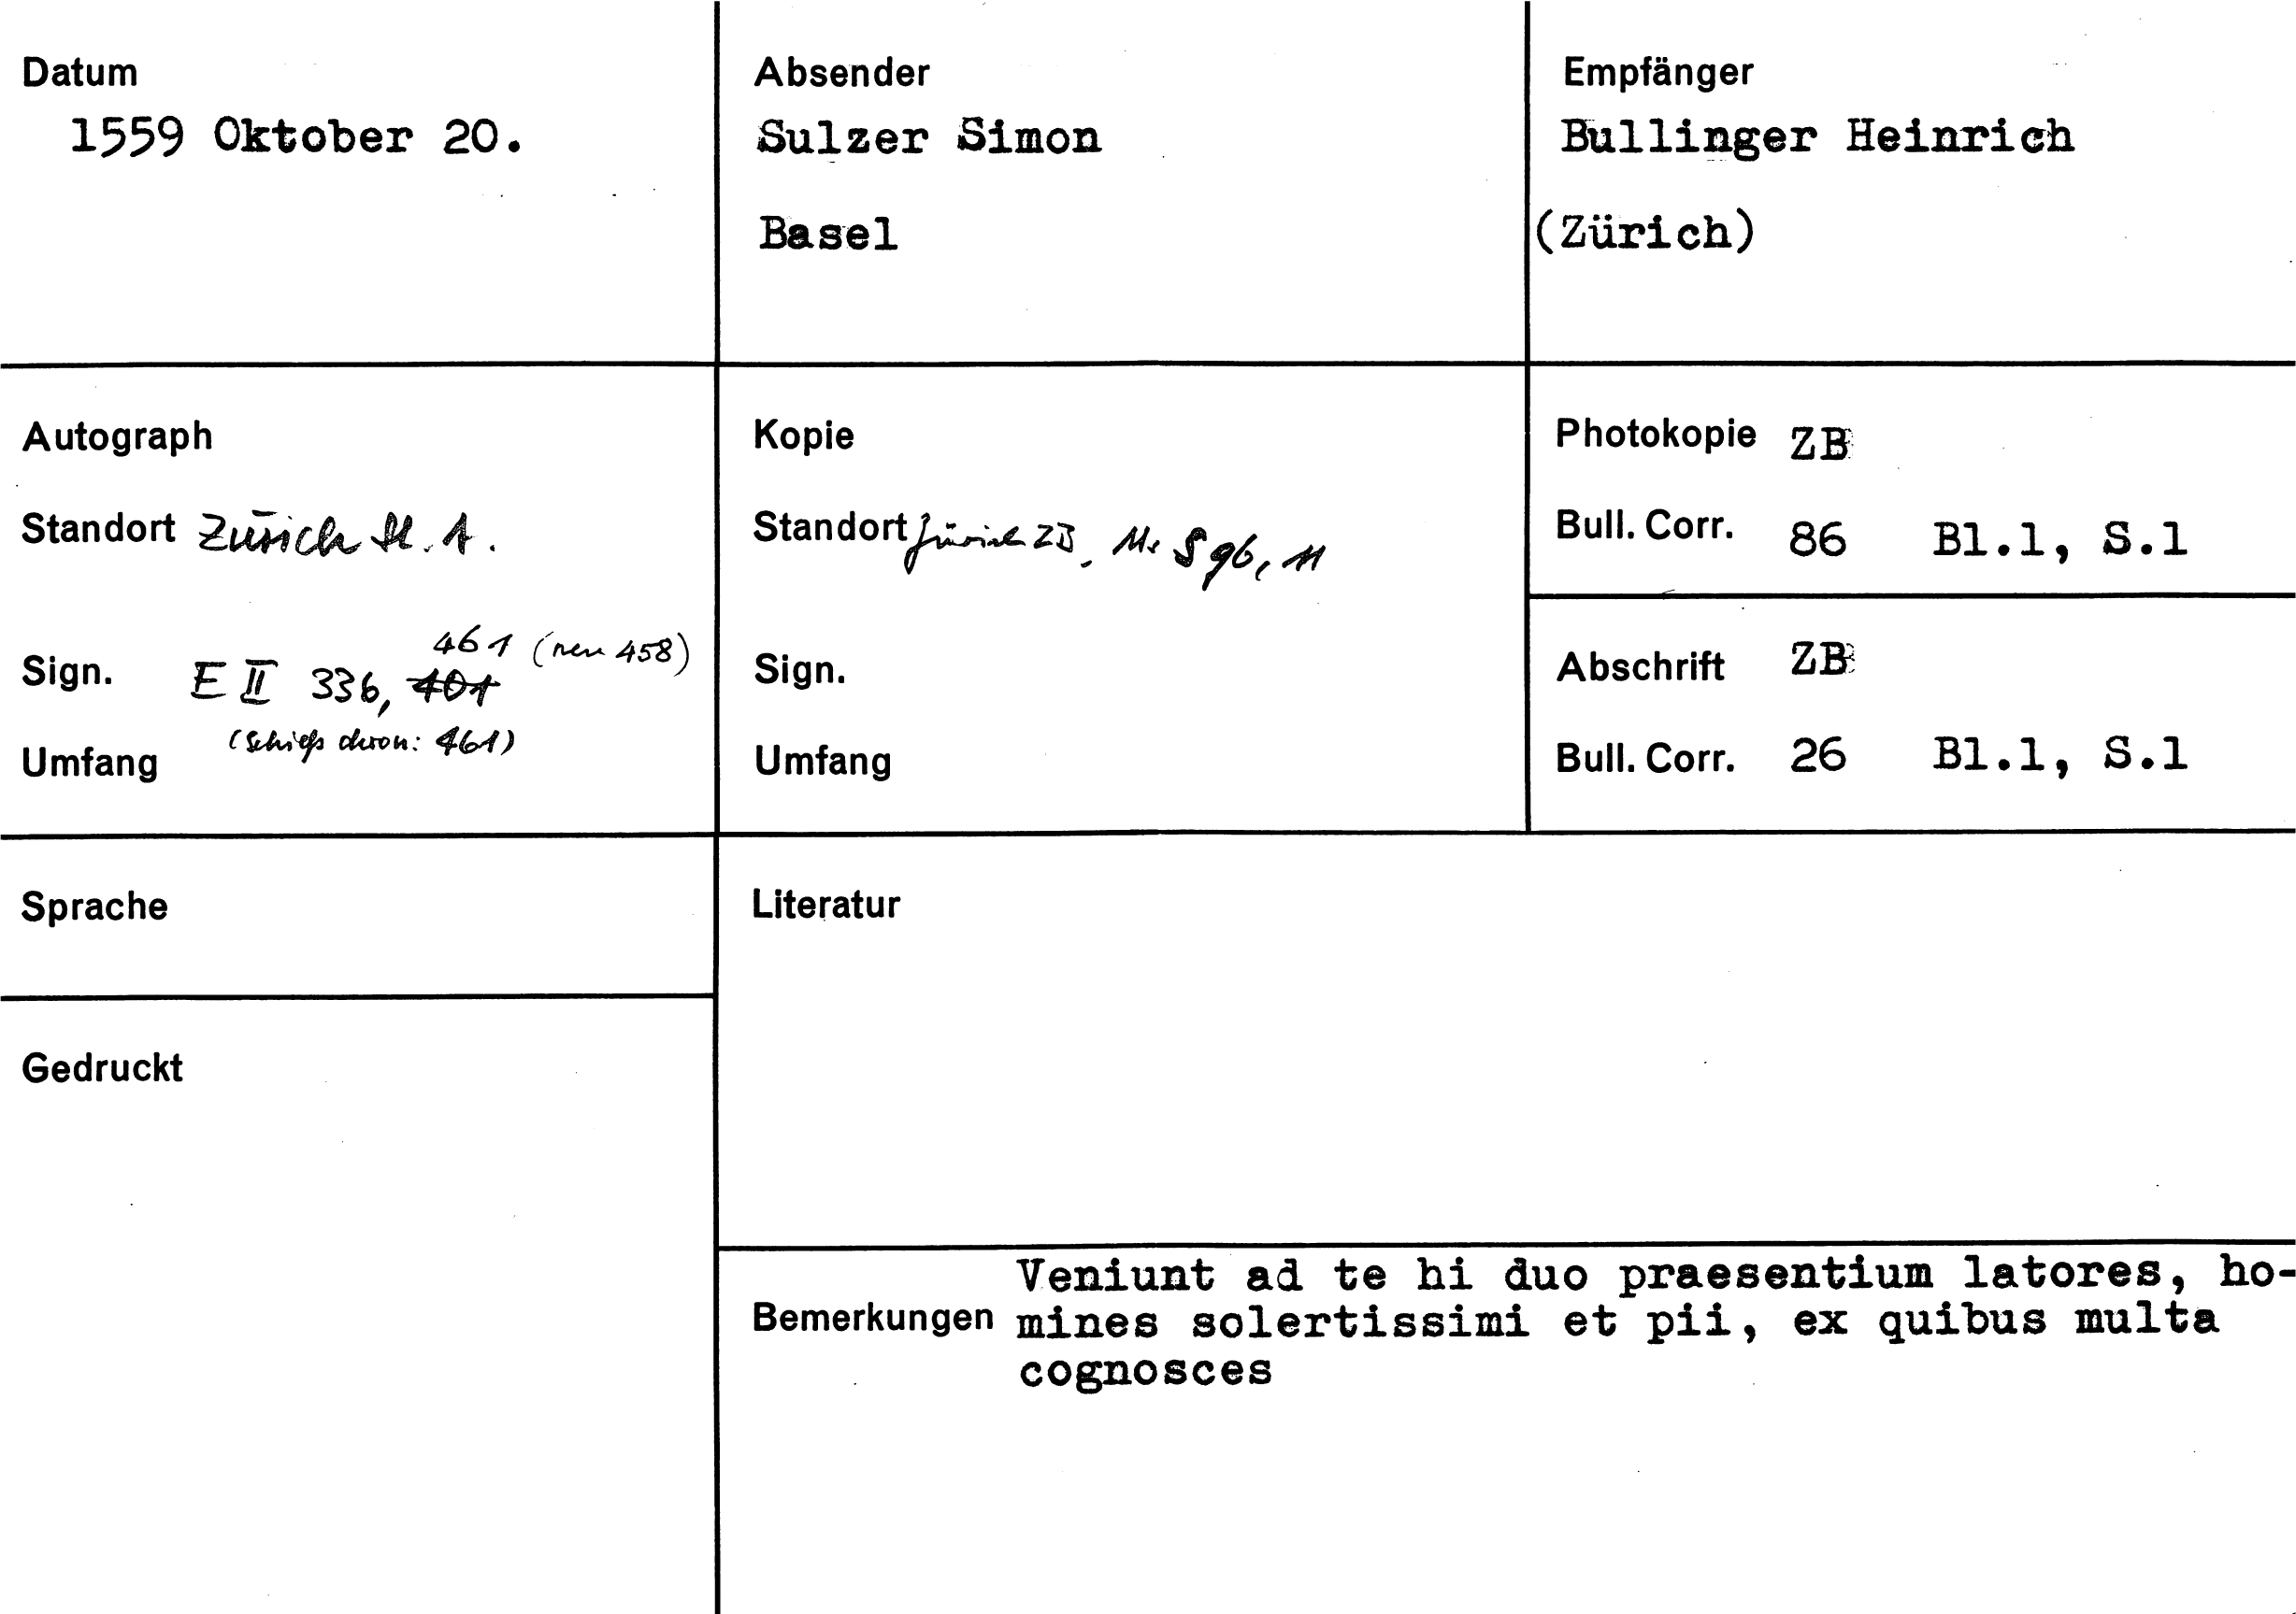 Datum
1559 Oktober 20.
Absender
Sulzer Simon
Basel
Empfänger
Bullinger Heinrich
(Zürich)
Autograph
Standort Zürich St. A.
Sign. E II 336, 401 461 (neu 458)
(Schieß davon: 461)
Umfang
Kopie
Standort Zürich ZB, Ms S 96, 11
Sign.
Umfang
Photokopie ZB
Bull. Corr. 86 Bl.1, S.1
Abschrift ZB
Bull. Corr. 26 Bl.1, S.1
Sprache
Gedruckt
Literatur
Bemerkungen
Veniunt ad te hi duo praesentium latores, ho-
mines solertissimi et pii, ex quibus multa
cognosces